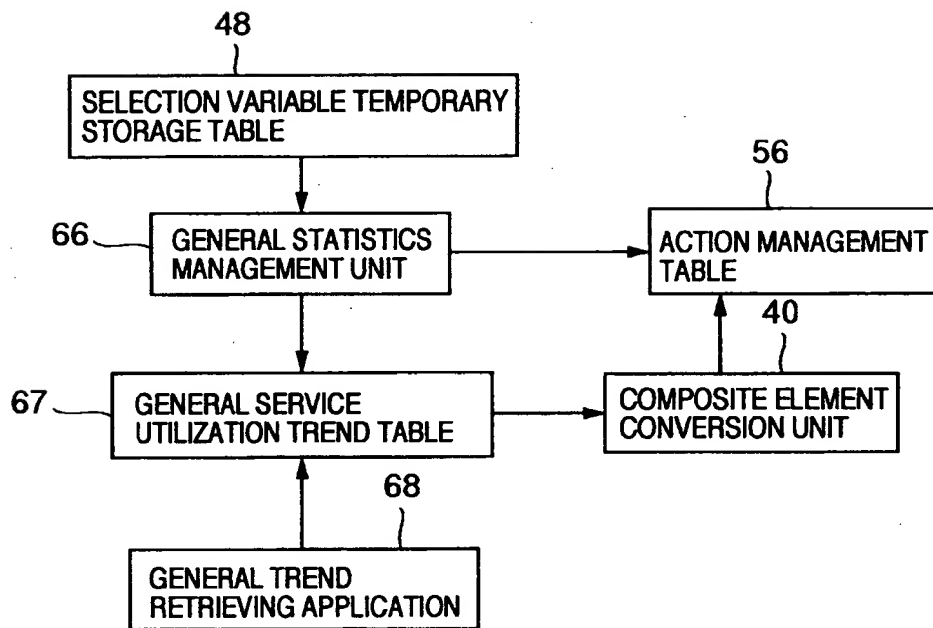 48
SELECTION VARIABLE TEMPORARY
STORAGE TABLE
56
66
GENERAL STATISTICS
MANAGEMENT UNIT
ACTION MANAGEMENT
TABLE
40
67
GENERAL SERVICE
UTILIZATION TREND TABLE
COMPOSITE ELEMENT
CONVERSION UNIT
68
GENERAL TREND
RETRIEVING APPLICATION